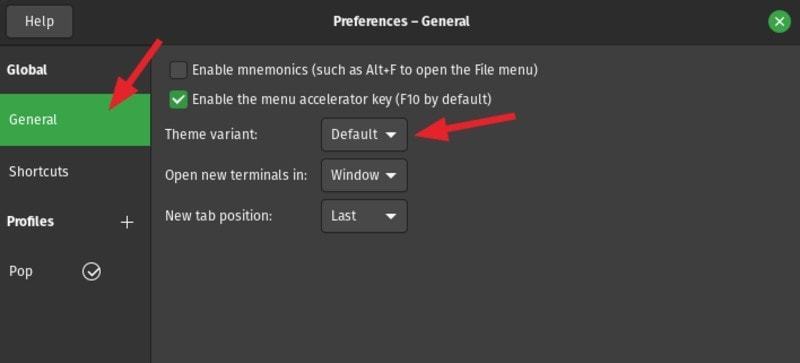 Help
Preferences – General
Global
General
Shortcuts
Profiles
Pop
Enable mnemonics (such as Alt+F to open the File menu)
Enable the menu accelerator key (F10 by default)
Theme variant: Default
Open new terminals in: Window
New tab position: Last